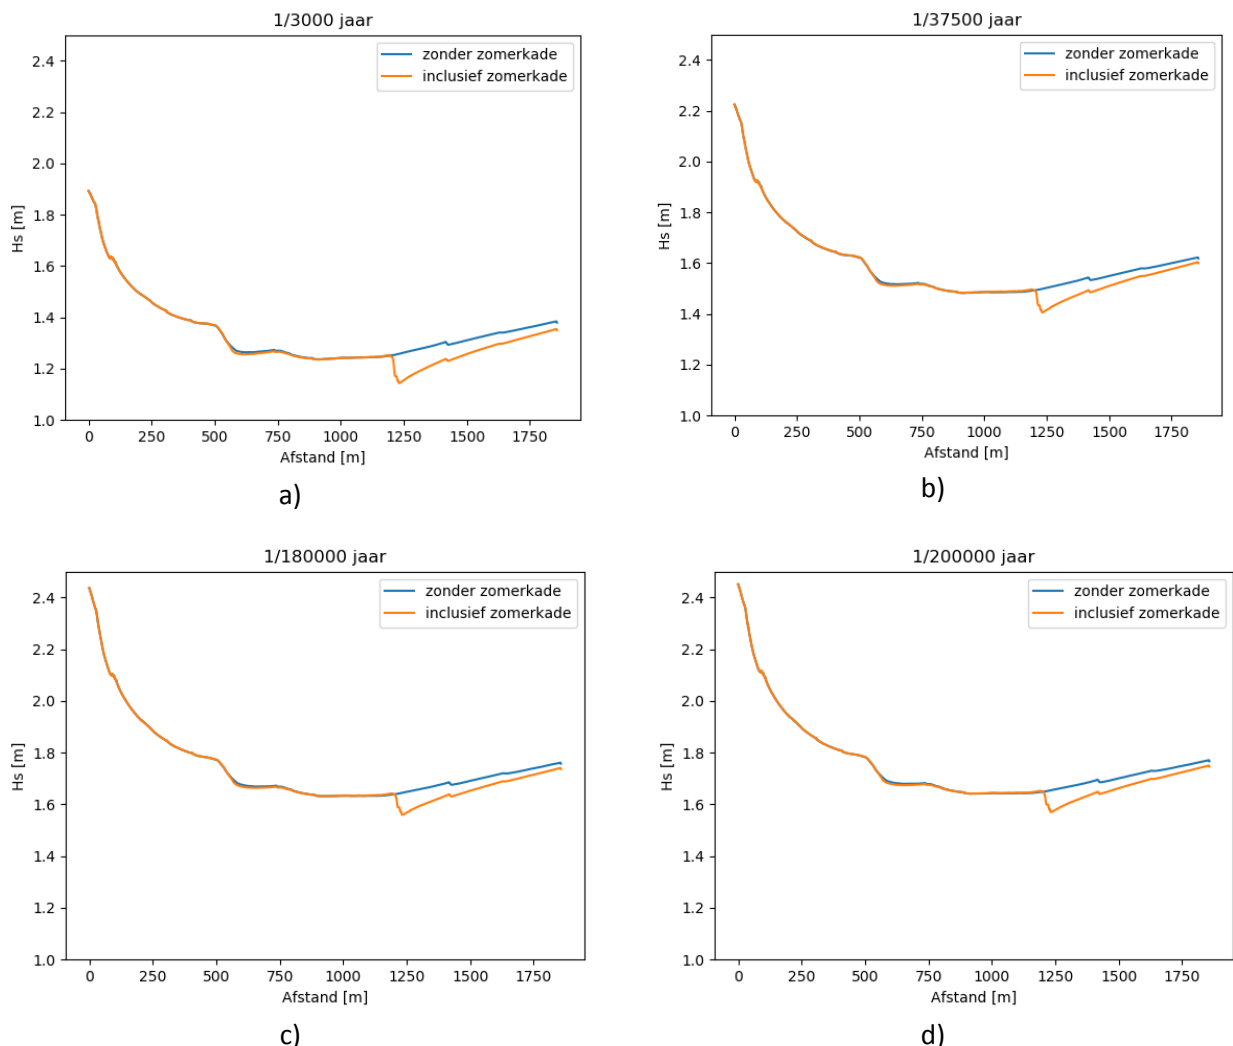 1/3000 jaar
zonder zomerkade
inclusief zomerkade
Hs [m]
2.4
2.2
2.0
1.8
1.6
1.4
1.2
1.0
0 250 500 750 1000 1250 1500 1750
Afstand [m]
a)
1/37500 jaar
zonder zomerkade
inclusief zomerkade
Hs [m]
2.4
2.2
2.0
1.8
1.6
1.4
1.2
1.0
0 250 500 750 1000 1250 1500 1750
Afstand [m]
b)
1/180000 jaar
zonder zomerkade
inclusief zomerkade
Hs [m]
2.4
2.2
2.0
1.8
1.6
1.4
1.2
1.0
0 250 500 750 1000 1250 1500 1750
Afstand [m]
c)
1/200000 jaar
zonder zomerkade
inclusief zomerkade
Hs [m]
2.4
2.2
2.0
1.8
1.6
1.4
1.2
1.0
0 250 500 750 1000 1250 1500 1750
Afstand [m]
d)